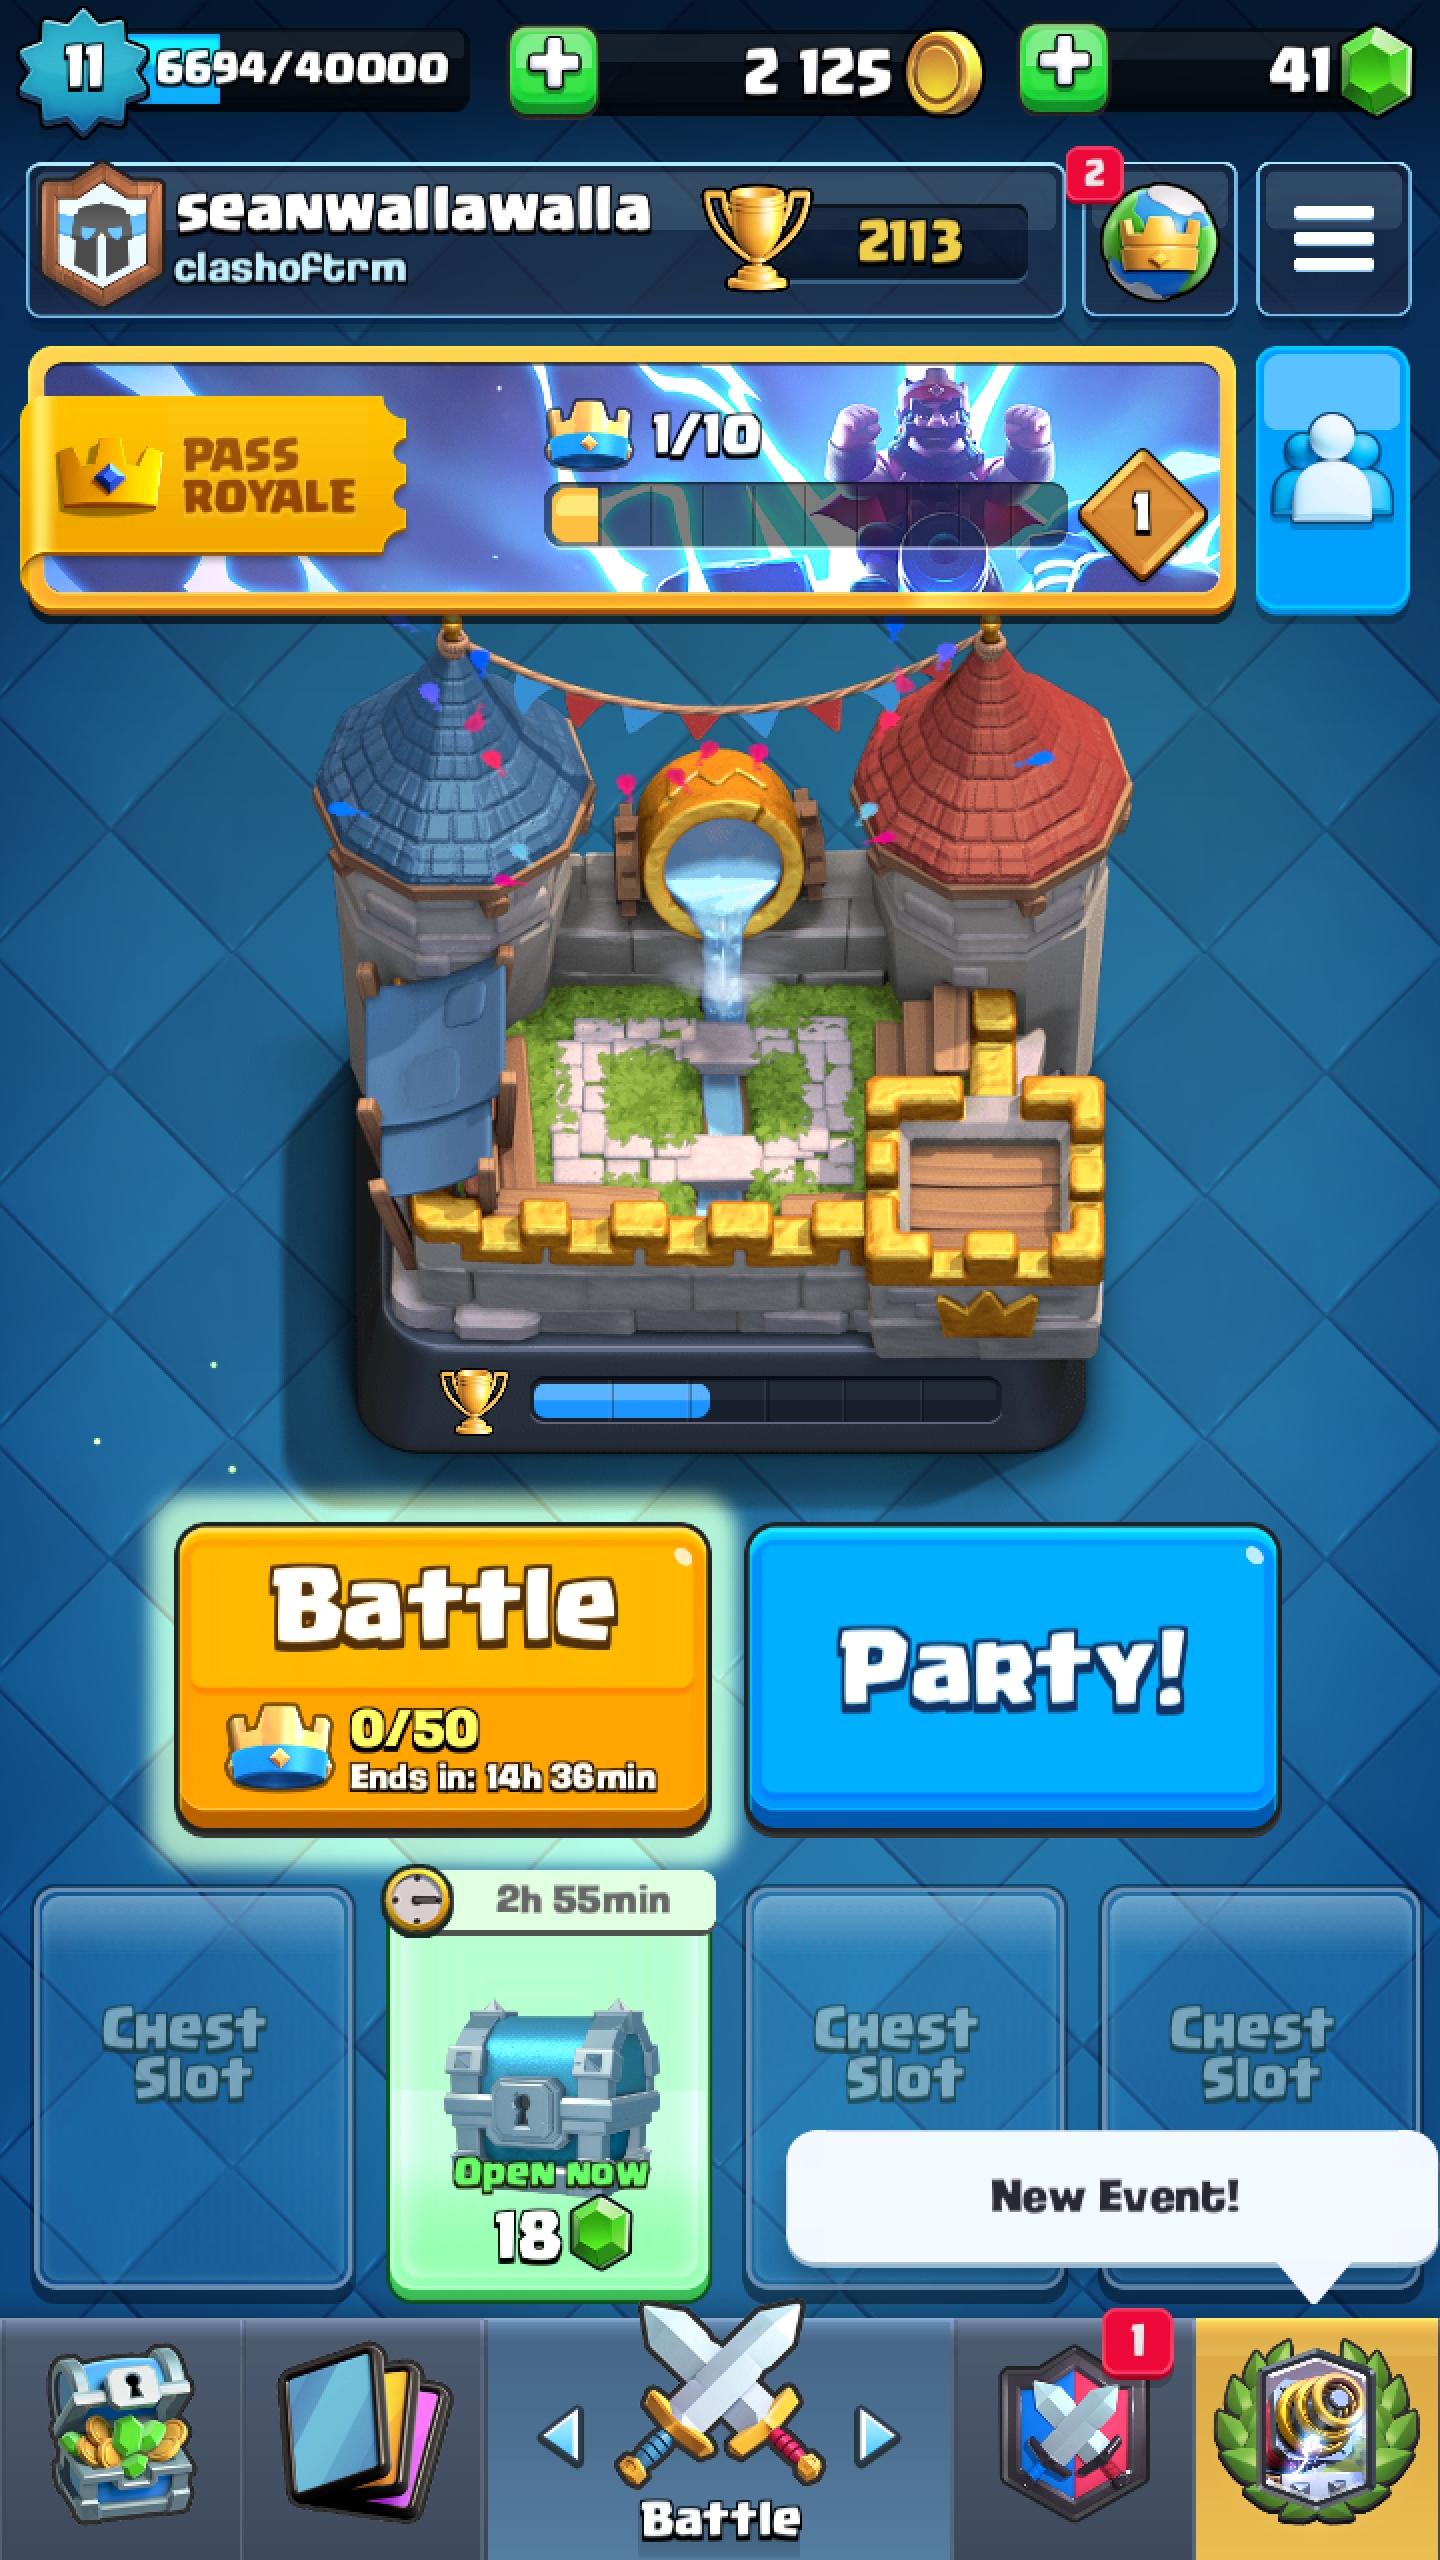 11
6694/40000
2 125
41
seanwallawalla
clashoftrm
2113
2
PASS
ROYALE
1/10
1
Battle
0/50
Ends in: 14h 36min
Party!
2h 55min
Chest
Slot
Open now
18
Chest
Slot
Chest
Slot
New Event!
Battle
1